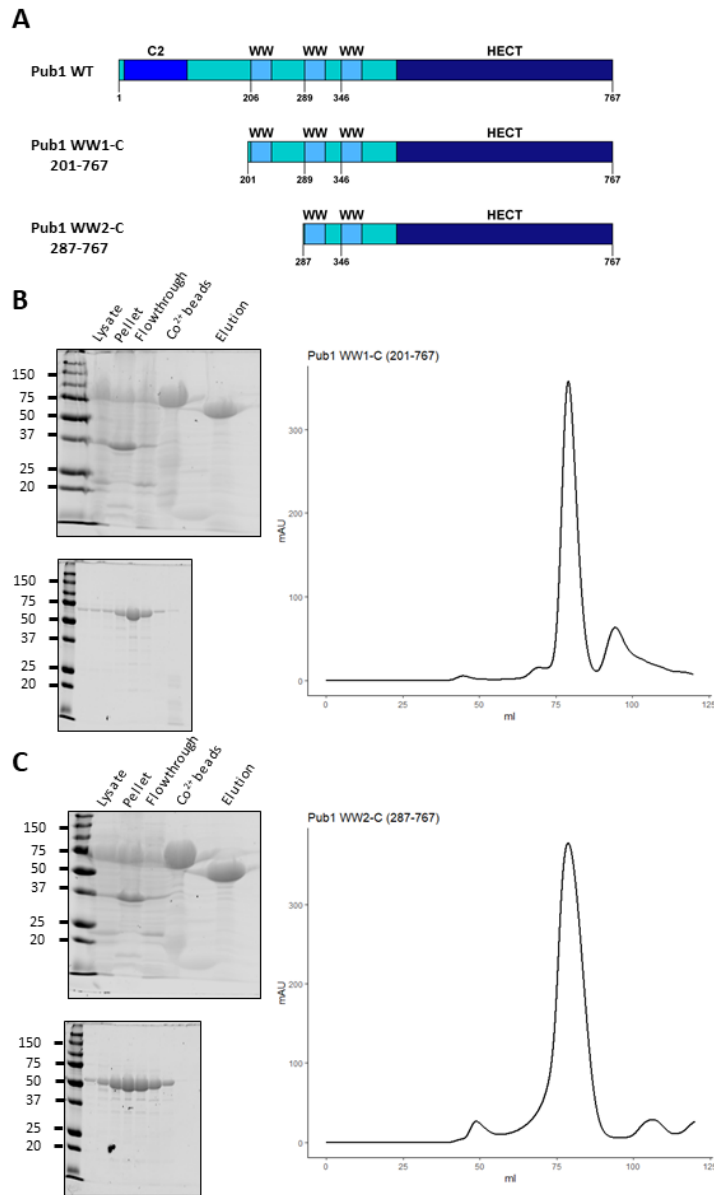 A
C2 WW WW WW HECT
Pub1 WT
1 206 289 346 767
WW WW WW HECT
Pub1 WW1-C
201-767
201 289 346 767
WW WW HECT
Pub1 WW2-C
287-767
287 346 767
B
Lysate
Pellet
Flowthrough
Co²⁺ beads
Elution
150
75
50
37
25
20
150
75
50
37
25
20
Pub1 WW1-C (201-767)
mAU
300
200
100
0
0 25 50 75 100 125
ml
C
Lysate
Pellet
Flowthrough
Co²⁺ beads
Elution
150
75
50
37
25
20
150
75
50
37
25
20
Pub1 WW2-C (287-767)
mAU
300
200
100
0
0 25 50 75 100 125
ml